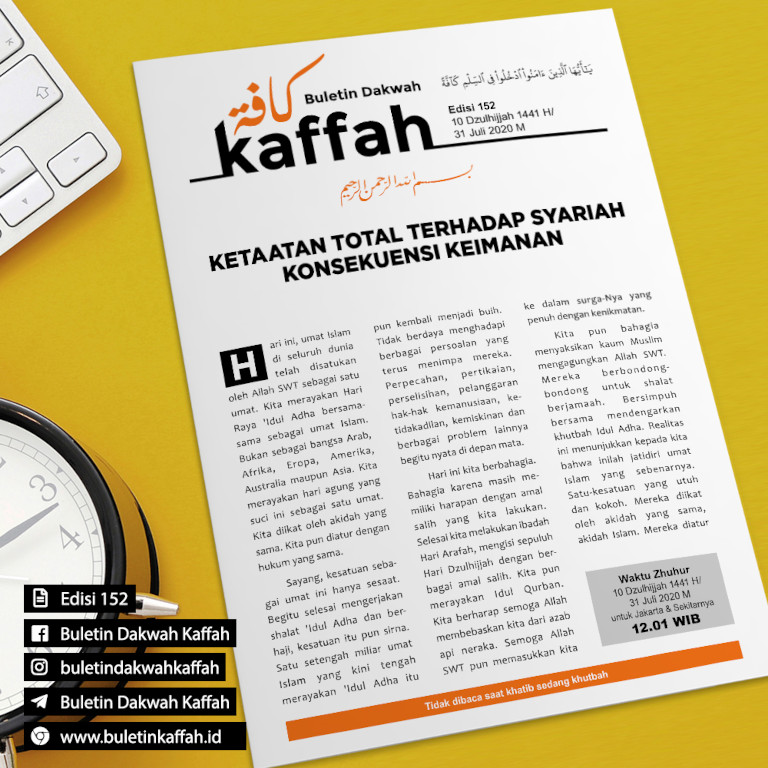 كافة
Buletin Dakwah
kaffah
يَـٰٓأَيُّهَا ٱلَّذِينَ ءَامَنُوا۟ ٱدْخُلُوا۟ فِى ٱلسِّلْمِ كَآفَّةً
Edisi 152
10 Dzulhijjah 1441 H/
31 Juli 2020 M
بسم الله الرحمن الرحيم
KETAATAN TOTAL TERHADAP SYARIAH
KONSEKUENSI KEIMANAN
Hari ini, umat Islam
di seluruh dunia
telah disatukan
oleh Allah SWT sebagai satu
umat. Kita merayakan Hari
Raya 'Idul Adha bersama-
sama sebagai umat Islam.
Bukan sebagai bangsa Arab,
Afrika, Eropa, Amerika,
Australia maupun Asia. Kita
merayakan hari agung yang
suci ini sebagai satu umat.
Kita diikat oleh akidah yang
sama. Kita pun diatur dengan
hukum yang sama.
Sayang, kesatuan seba-
gai umat ini hanya sesaat.
Begitu selesai mengerjakan
shalat 'Idul Adha dan ber-
haji, kesatuan itu pun sirna.
Satu setengah miliar umat
Islam yang kini tengah
merayakan 'Idul Adha itu
pun kembali menjadi buih.
Tidak berdaya menghadapi
berbagai persoalan yang
terus menimpa mereka.
Perpecahan, pertikaian,
perselisihan, pelanggaran
hak-hak kemanusiaan, ke-
tidakadilan, kemiskinan dan
berbagai problem lainnya
begitu nyata di depan mata.
Hari ini kita berbahagia.
Bahagia karena masih me-
miliki harapan dengan amal
salih yang kita lakukan.
Selesai kita melakukan ibadah
Hari Arafah, mengisi sepuluh
Hari Dzulhijjah dengan ber-
bagai amal salih. Kita pun
merayakan Idul Qurban.
Kita berharap semoga Allah
membebaskan kita dari azab
api neraka. Semoga Allah
SWT pun memasukkan kita
ke dalam surga-Nya yang
penuh dengan kenikmatan.
Kita pun bahagia
menyaksikan kaum Muslim
mengagungkan Allah SWT.
Mereka berbondong-
bondong untuk shalat
berjamaah. Bersimpuh
bersama mendengarkan
khutbah Idul Adha. Realitas
ini menunjukkan kepada kita
bahwa inilah jatidiri umat
Islam yang sebenarnya.
Satu-kesatuan yang utuh
dan kokoh. Mereka diikat
oleh akidah yang sama,
akidah Islam. Mereka diatur
Waktu Zhuhur
10 Dzulhijjah 1441 H/
31 Juli 2020 M
untuk Jakarta & Sekitarnya
12.01 WIB
Tidak dibaca saat khatib sedang khutbah
3
4
Edisi 152
Buletin Dakwah Kaffah
buletindakwahkaffah
Buletin Dakwah Kaffah
www.buletinkaffah.id